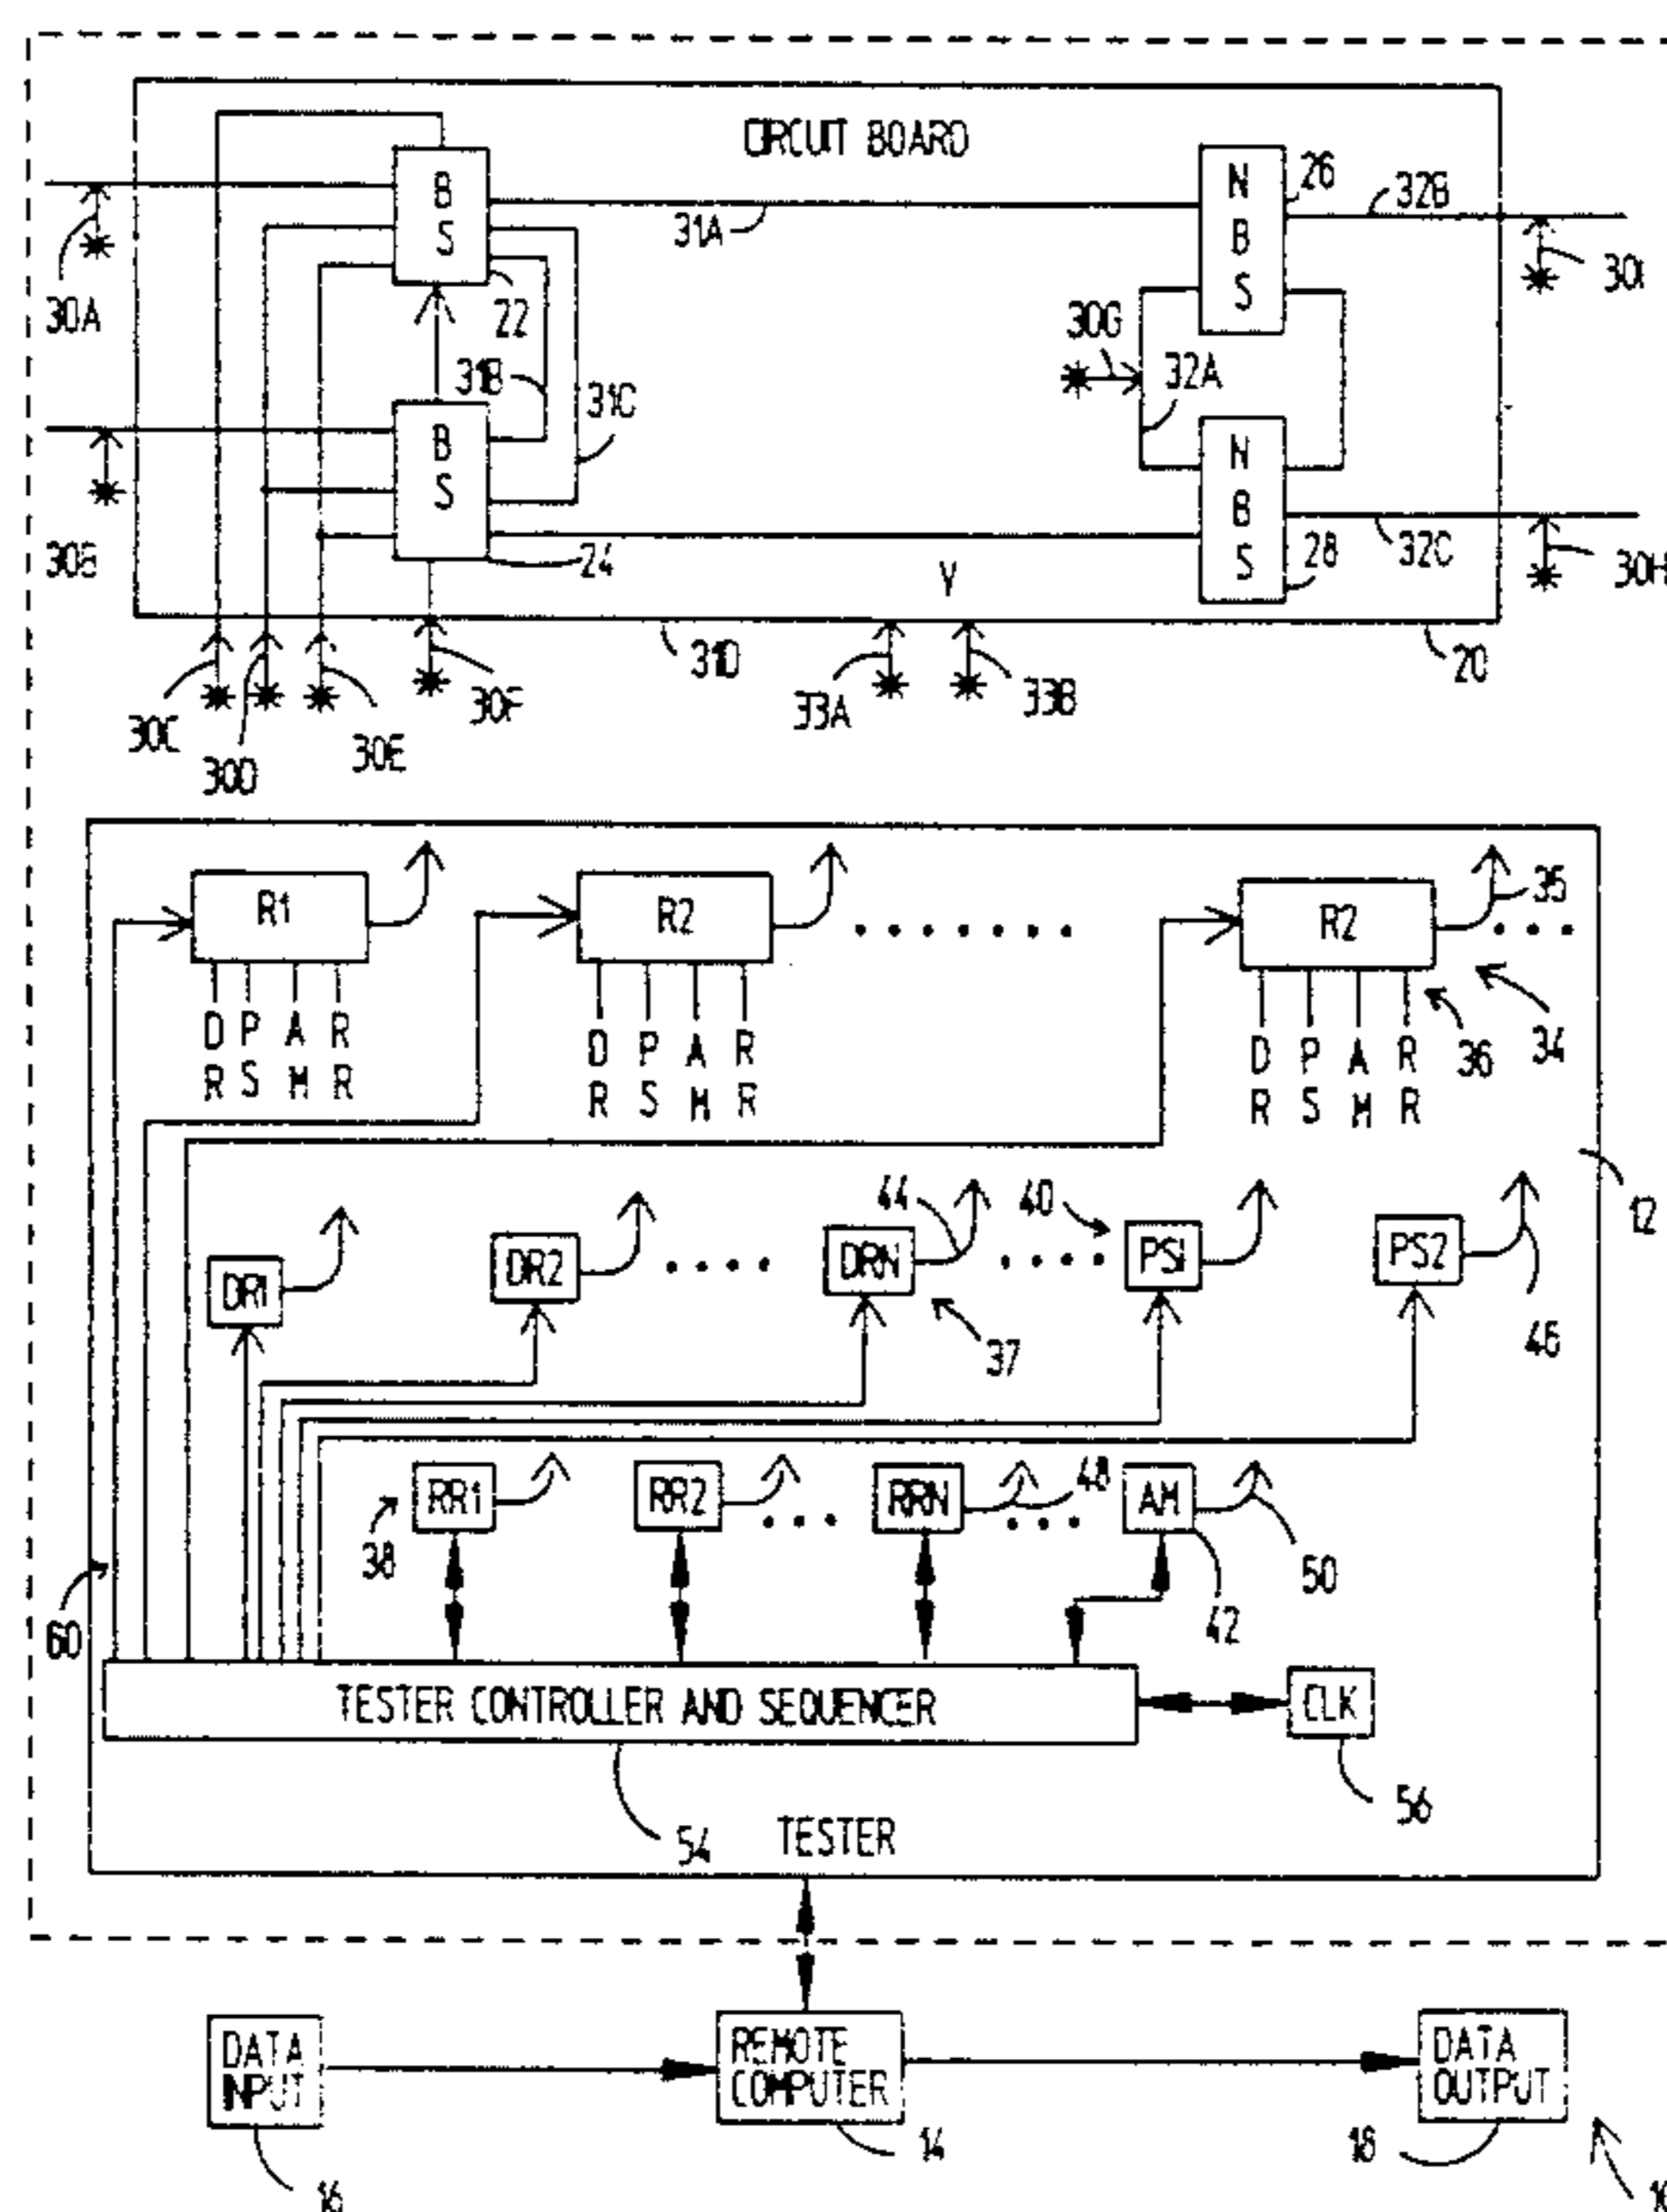 CIRCUIT BOARD
B
S
22
31A
N
B
S
26
32B
30I
30A
30G
32A
31B
31C
B
S
24
N
B
S
28
32C
30H
30B
V
31D
20
30C
30D
30E
30F
33A
33B
R1
R2
R2
35
34
36
D P A R
R S M R
D P A R
R S M R
D P A R
R S M R
12
44
40
DR1
DR2
DRN
PS1
PS2
37
46
RR1
RR2
RRN
48
AM
38
50
42
60
TESTER CONTROLLER AND SEQUENCER
CLK
56
54
TESTER
DATA
INPUT
REMOTE
COMPUTER
DATA
OUTPUT
16
14
18